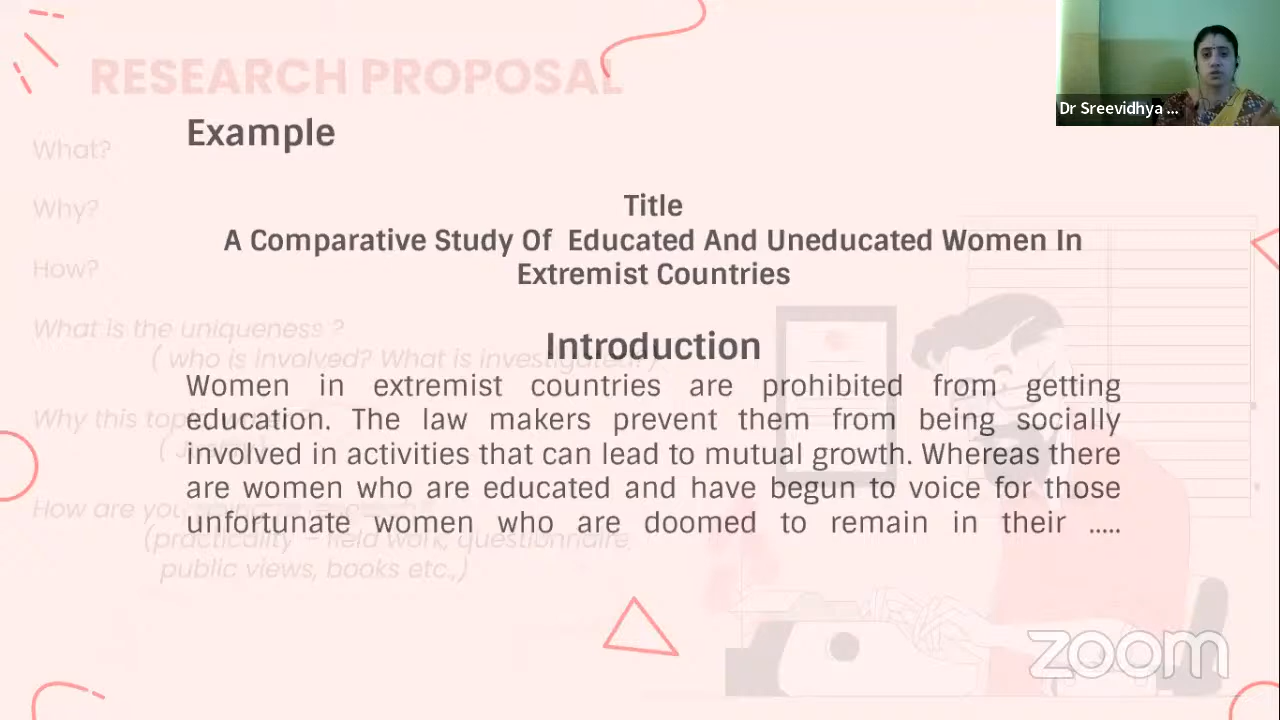 RESEARCH PROPOSAL
Dr Sreevidhya ...
Example
What?
Title
Why?
A Comparative Study Of Educated And Uneducated Women In
Extremist Countries
How?
What is the uniqueness ?
Introduction
( who is involved? What is investigated?)
Women in extremist countries are prohibited from getting
education. The law makers prevent them from being socially
Why this top
involved in activities that can lead to mutual growth. Whereas there
are women who are educated and have begun to voice for those
How are you
unfortunate women who are doomed to remain in their .....
(practicality – field work, questionnaire,
public views, books etc.,)
zoom